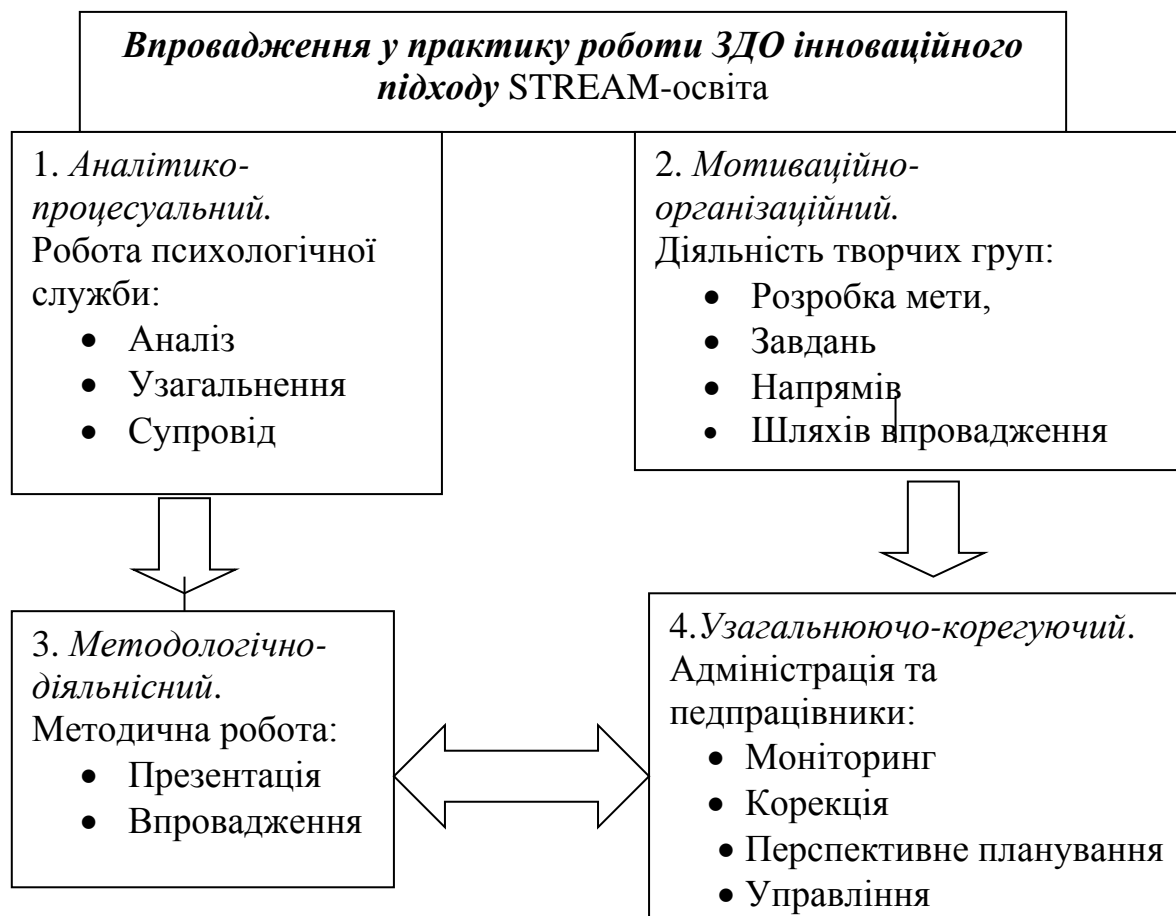 Впровадження у практику роботи ЗДО інноваційного
підходу STREAM-освіта
1. Аналітико-
процесуальний.
Робота психологічної
служби:
• Аналіз
• Узагальнення
• Супровід
2. Мотиваційно-
організаційний.
Діяльність творчих груп:
• Розробка мети,
• Завдань
• Напрямів
• Шляхів впровадження
3. Методологічно-
діяльнісний.
Методична робота:
• Презентація
• Впровадження
4.Узагальнюючо-корегуючий.
Адміністрація та
педпрацівники:
• Моніторинг
• Корекція
• Перспективне планування
• Управління